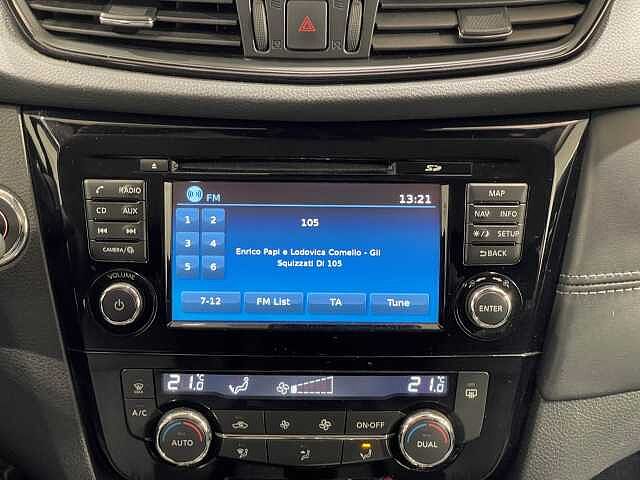 RADIO
FM
13:21
MAP
CD AUX
1 2
105
NAV INFO
3 4
Enrico Papi e Lodovica Comello - Gli
Squizzati Di 105
SETUP
CAMERA/
5 6
BACK
VOLUME
7-12
FM List
TA
Tune
ENTER
21.0°C
21.0°C
A/C
ON·OFF
AUTO
DUAL